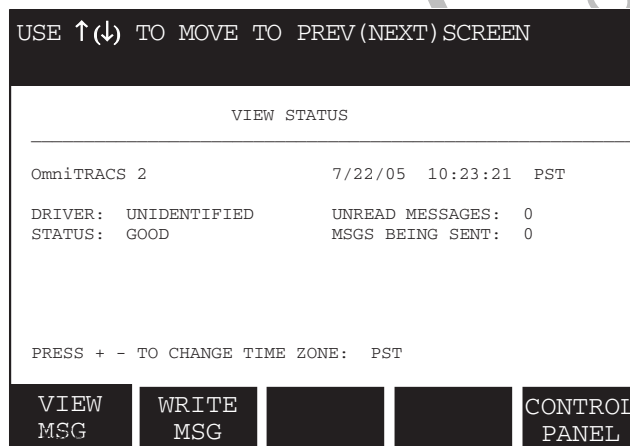 USE ↑(↓) TO MOVE TO PREV(NEXT)SCREEN
VIEW STATUS
OmniTRACS 2 7/22/05 10:23:21 PST
DRIVER: UNIDENTIFIED UNREAD MESSAGES: 0
STATUS: GOOD MSGS BEING SENT: 0
PRESS + - TO CHANGE TIME ZONE: PST
VIEW WRITE CONTROL
MSG MSG PANEL